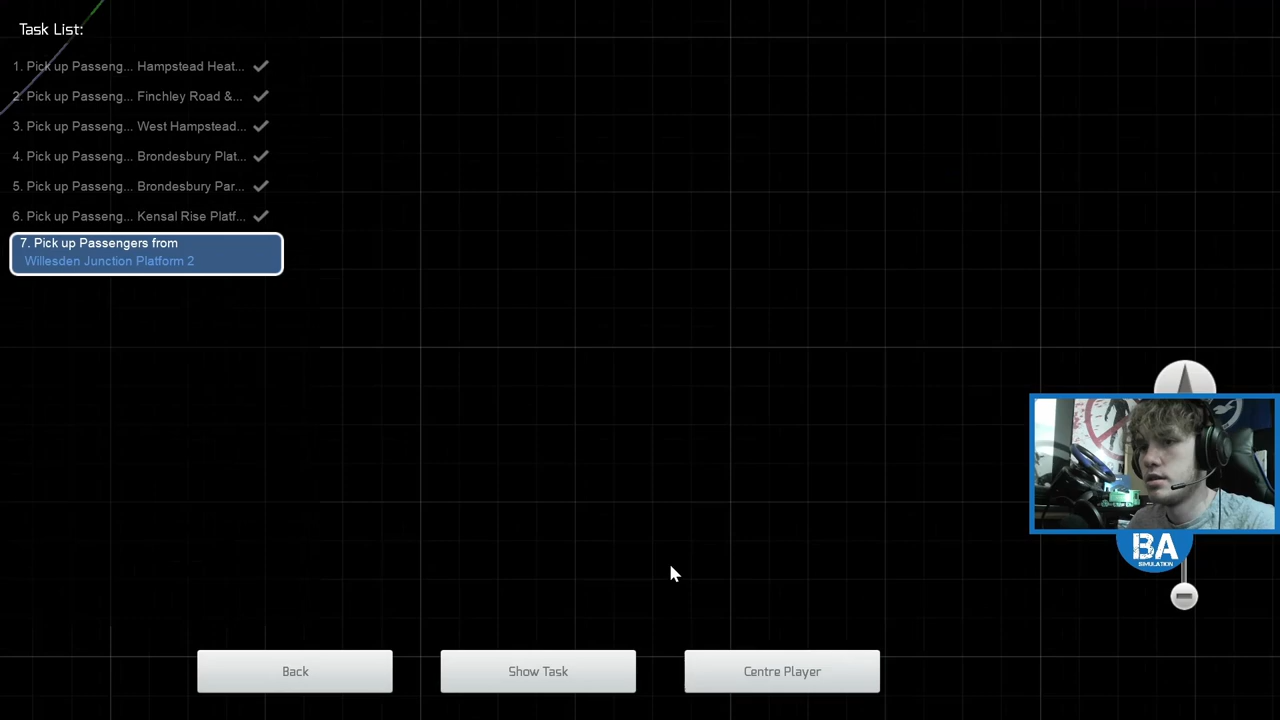 Task List:
1. Pick up Passeng... Hampstead Heat...
2. Pick up Passeng... Finchley Road &...
3. Pick up Passeng... West Hampstead...
4. Pick up Passeng... Brondesbury Plat...
5. Pick up Passeng... Brondesbury Par...
6. Pick up Passeng... Kensal Rise Platf...
7. Pick up Passengers from
Willesden Junction Platform 2
BA
SIMULATION
Back
Show Task
Centre Player